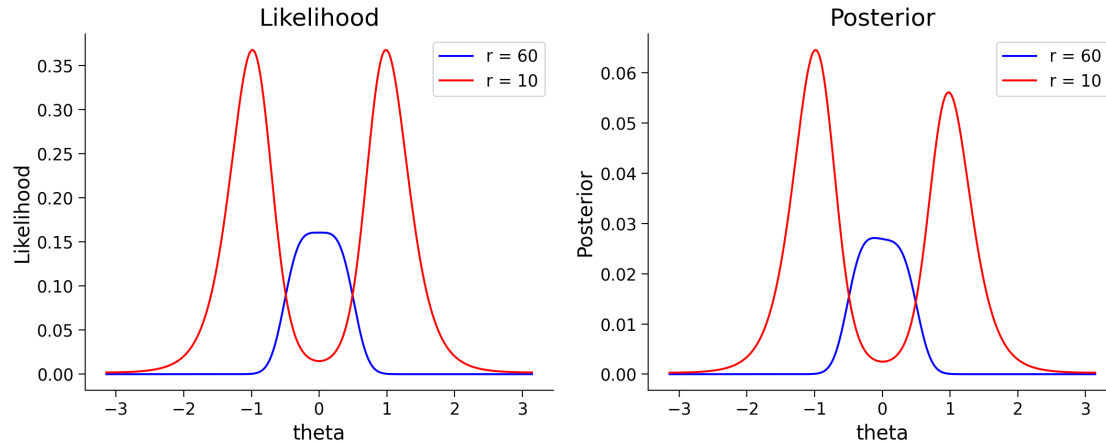 Likelihood
r = 60
r = 10
Likelihood
0.35
0.30
0.25
0.20
0.15
0.10
0.05
0.00
−3 −2 −1 0 1 2 3
theta
Posterior
r = 60
r = 10
Posterior
0.06
0.05
0.04
0.03
0.02
0.01
0.00
−3 −2 −1 0 1 2 3
theta